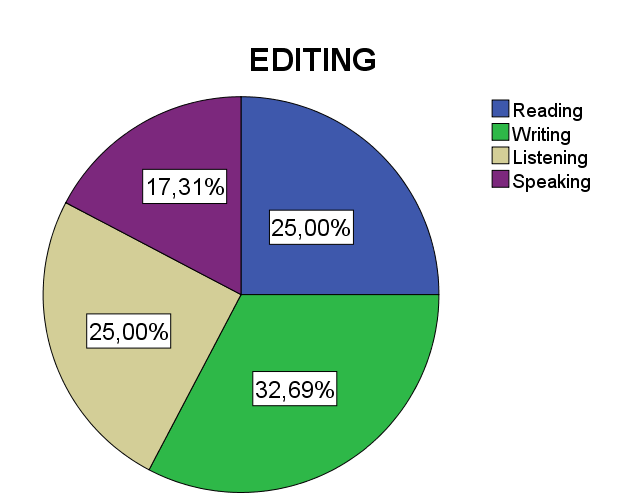 EDITING
Reading
Writing
Listening
Speaking
17,31%
25,00%
25,00%
32,69%